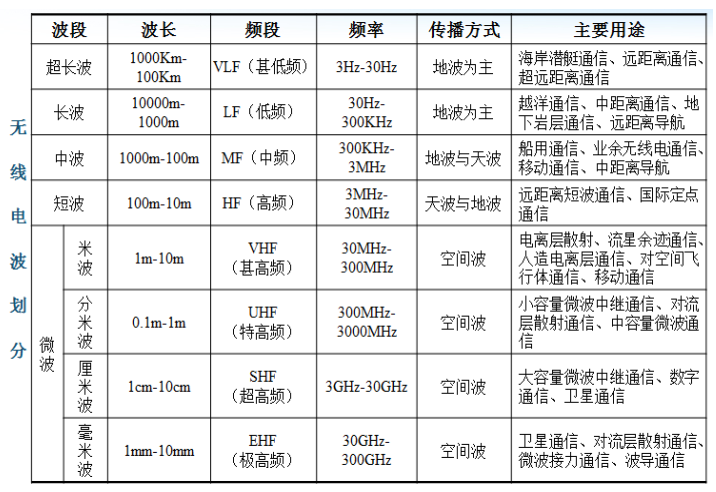 无线电波划分
波段 波长 频段 频率 传播方式 主要用途
超长波 1000Km-100Km VLF（甚低频） 3Hz-30Hz 地波为主 海岸潜艇通信、远距离通信、超远距离通信
长波 10000m-1000m LF（低频） 30Hz-300KHz 地波为主 越洋通信、中距离通信、地下岩层通信、远距离导航
中波 1000m-100m MF（中频） 300KHz-3MHz 地波与天波 船用通信、业余无线电通信、移动通信、中距离导航
短波 100m-10m HF（高频） 3MHz-30MHz 天波与地波 远距离短波通信、国际定点通信
微波
米波 1m-10m VHF（甚高频） 30MHz-300MHz 空间波 电离层散射、流星余迹通信、人造电离层通信、对空间飞行体通信、移动通信
分米波 0.1m-1m UHF（特高频） 300MHz-3000MHz 空间波 小容量微波中继通信、对流层散射通信、中容量微波通信
厘米波 1cm-10cm SHF（超高频） 3GHz-30GHz 空间波 大容量微波中继通信、数字通信、卫星通信
毫米波 1mm-10mm EHF（极高频） 30GHz-300GHz 空间波 卫星通信、对流层散射通信、微波接力通信、波导通信